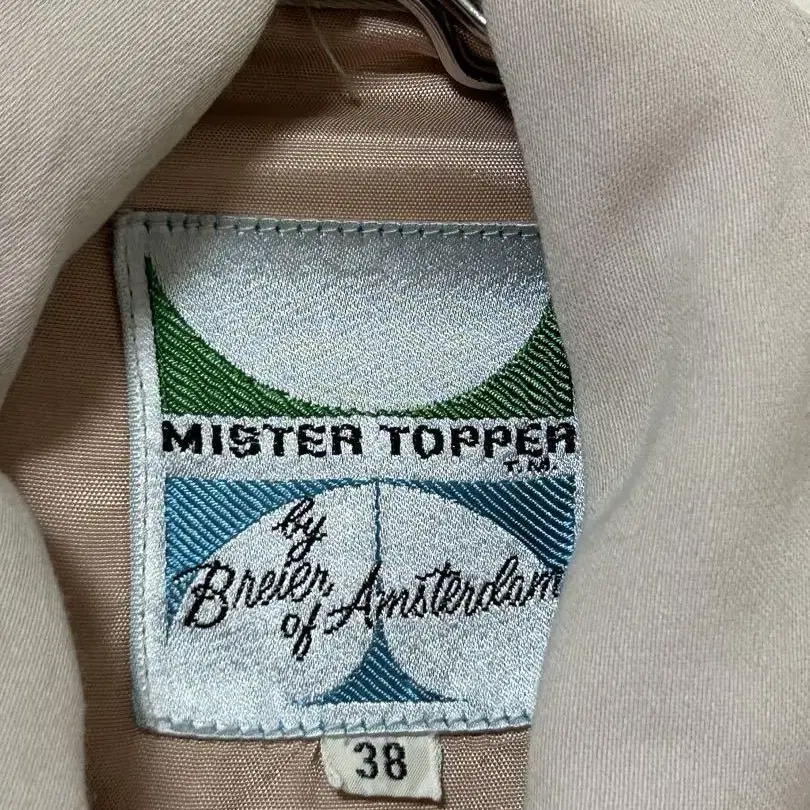 MISTER TOPPER
T.M.
by
Breier
of Amsterdam
38